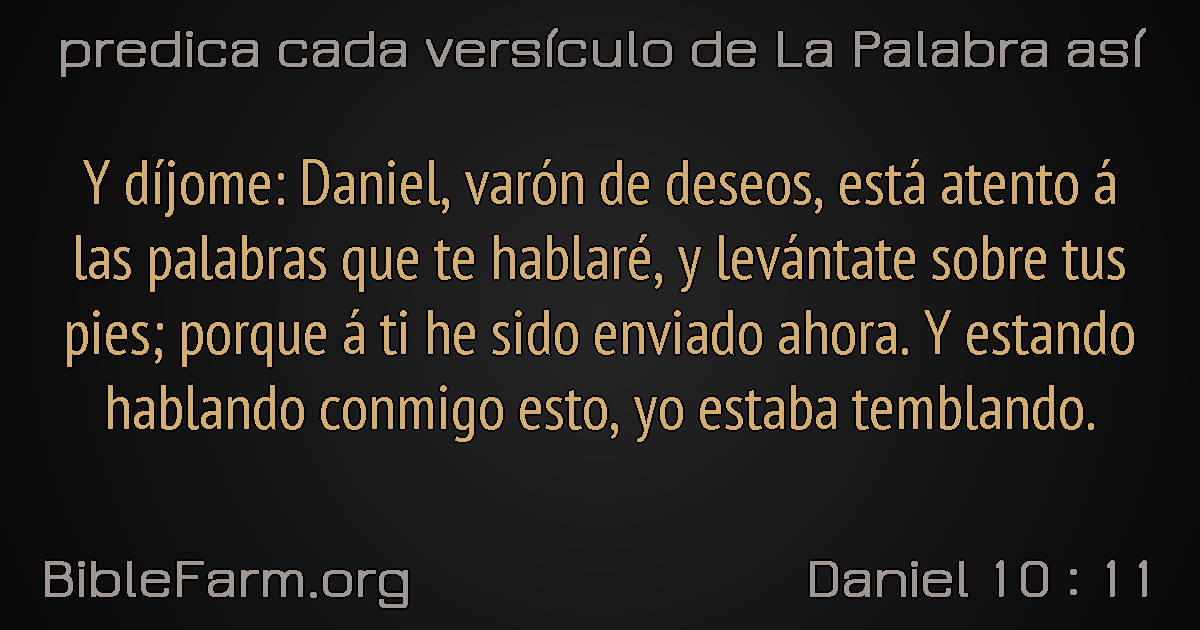 predica cada versículo de La Palabra así
Y díjome: Daniel, varón de deseos, está atento á
las palabras que te hablaré, y levántate sobre tus
pies; porque á ti he sido enviado ahora. Y estando
hablando conmigo esto, yo estaba temblando.
BibleFarm.org
Daniel 10 : 11